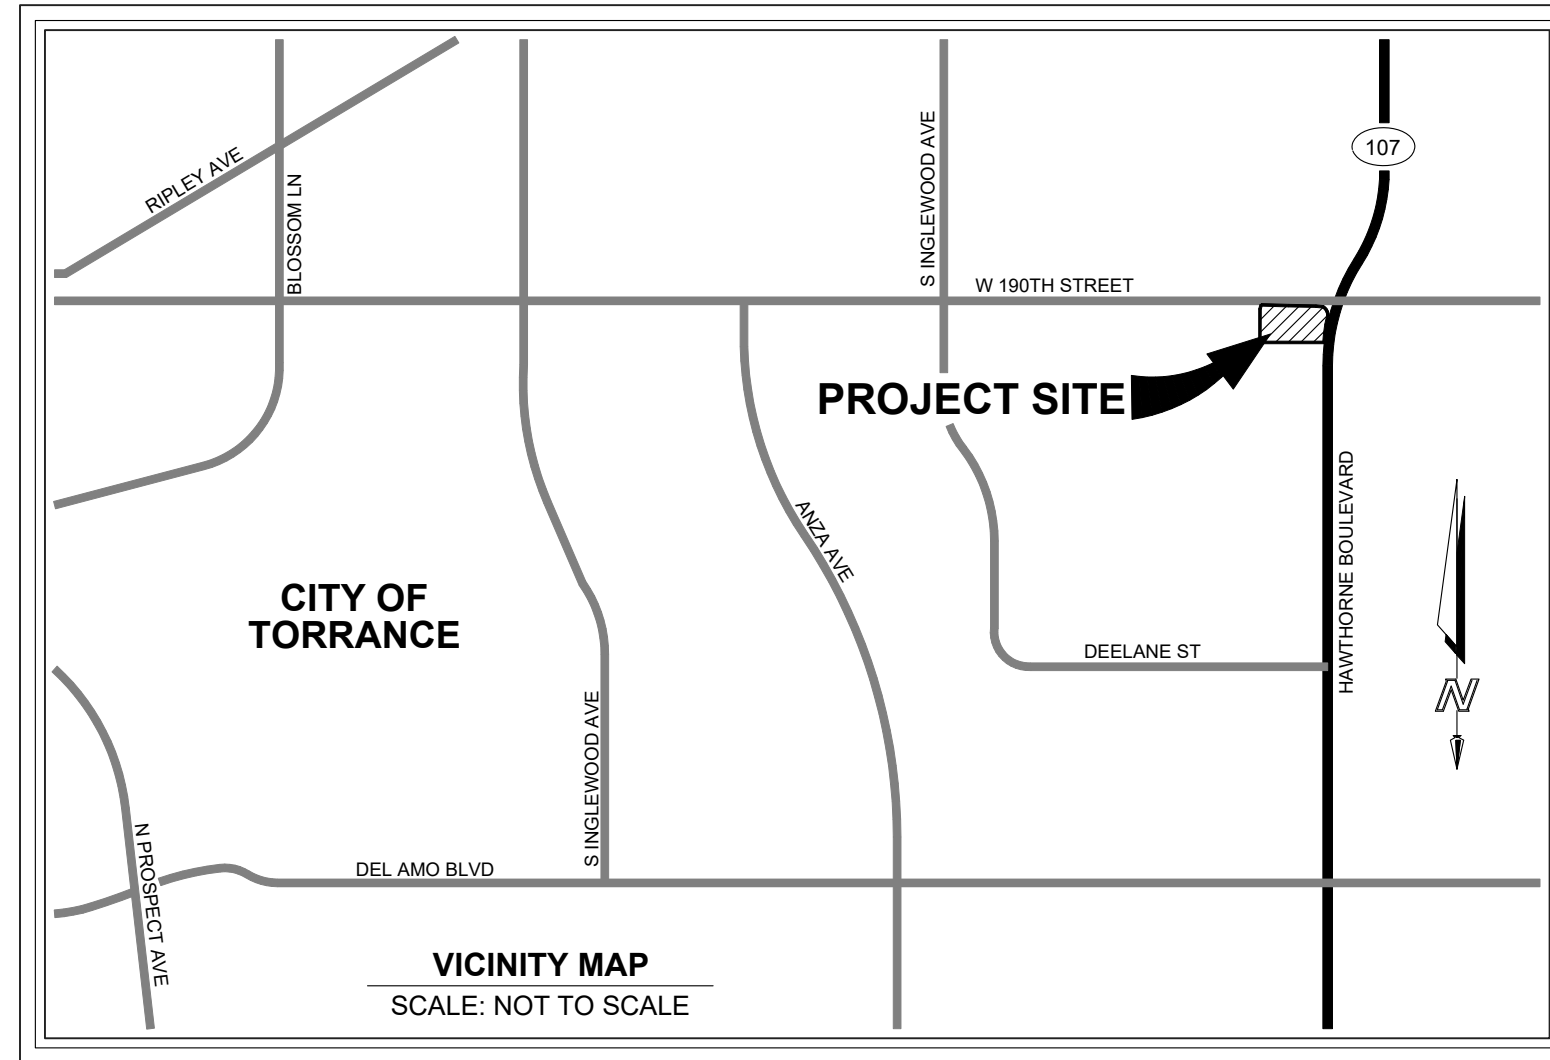 107
RIPLEY AVE
BLOSSOM LN
S INGLEWOOD AVE
W 190TH STREET
PROJECT SITE
HAWTHORNE BOULEVARD
ANZA AVE
CITY OF
TORRANCE
DEELANE ST
N
S INGLEWOOD AVE
N PROSPECT AVE
DEL AMO BLVD
VICINITY MAP
SCALE: NOT TO SCALE